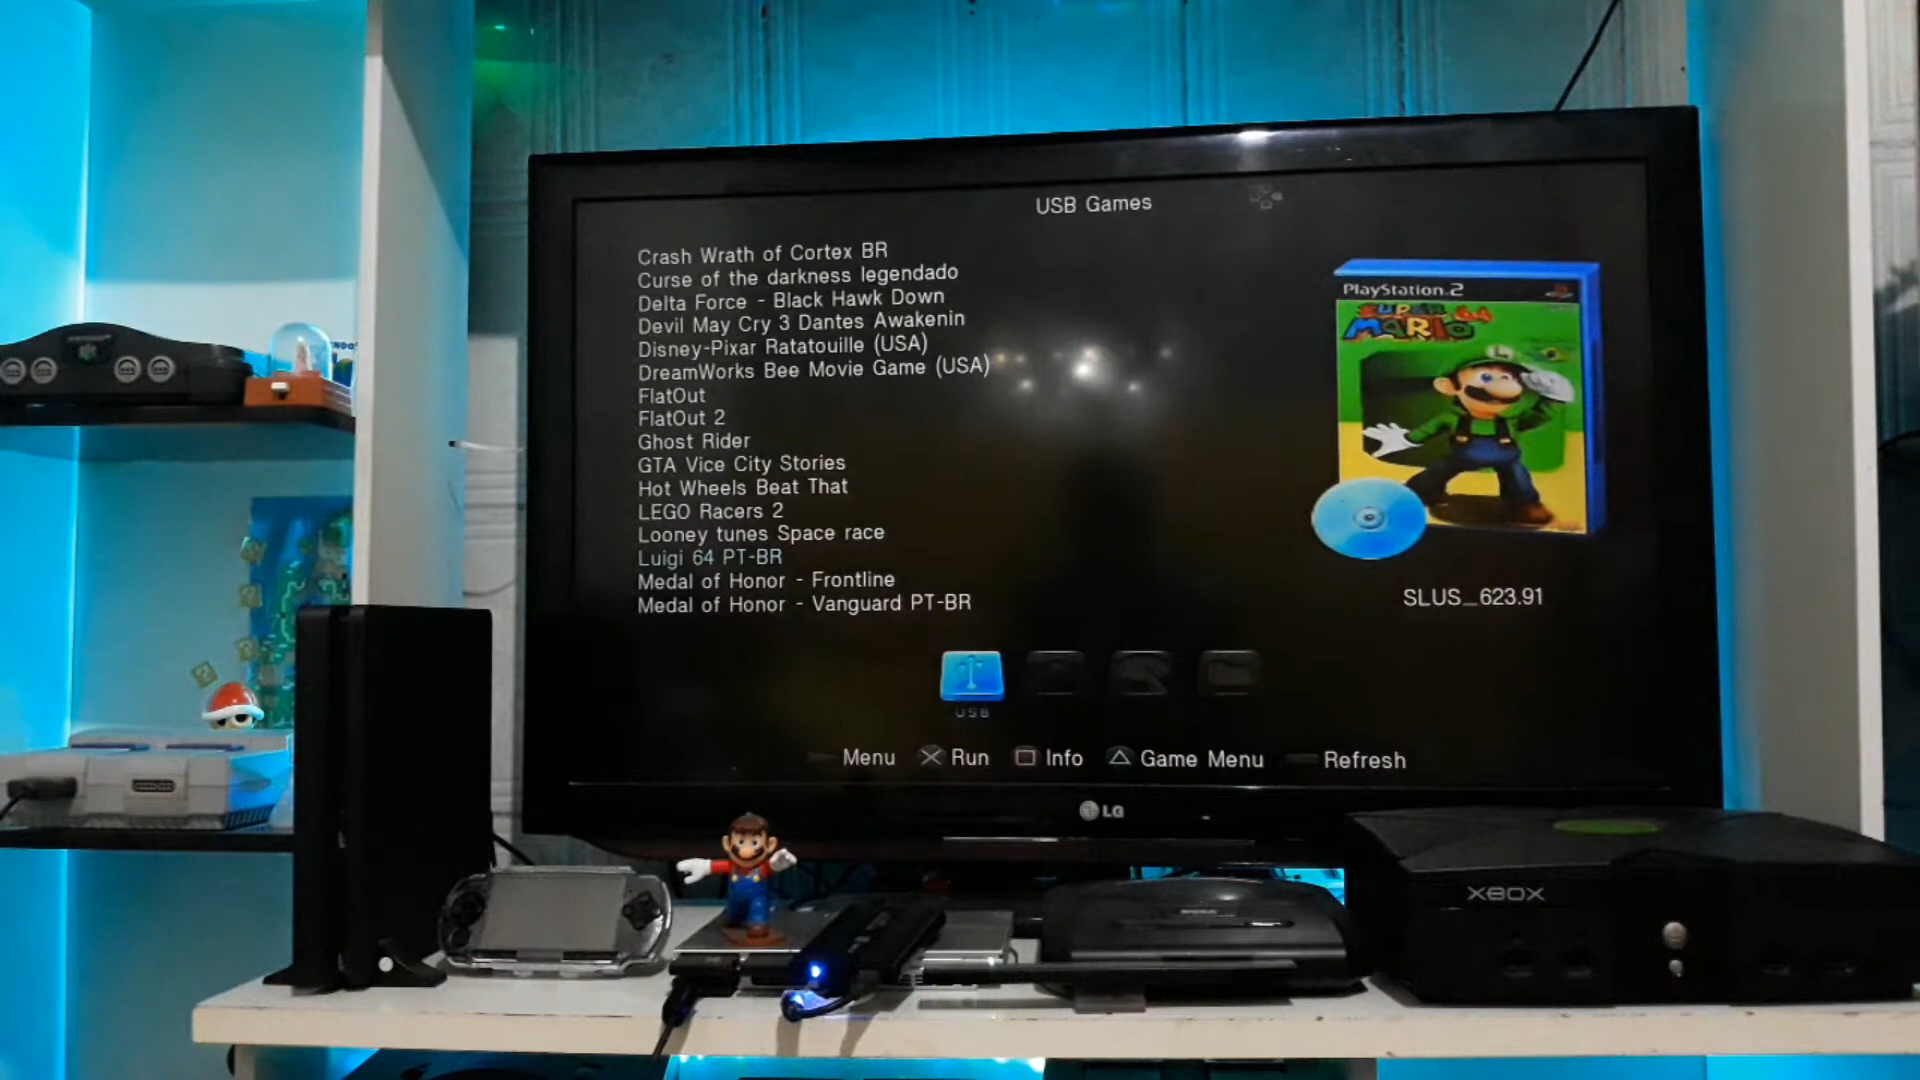 USB Games
Crash Wrath of Cortex BR
Curse of the darkness legendado
Delta Force - Black Hawk Down
Devil May Cry 3 Dantes Awakenin
Disney-Pixar Ratatouille (USA)
DreamWorks Bee Movie Game (USA)
FlatOut
FlatOut 2
Ghost Rider
GTA Vice City Stories
Hot Wheels Beat That
LEGO Racers 2
Looney tunes Space race
Luigi 64 PT-BR
Medal of Honor - Frontline
Medal of Honor - Vanguard PT-BR
PlayStation.2
SUPER
MARIO 64
L
SLUS_623.91
USB
Menu
Run
Info
Game Menu
Refresh
LG
XBOX